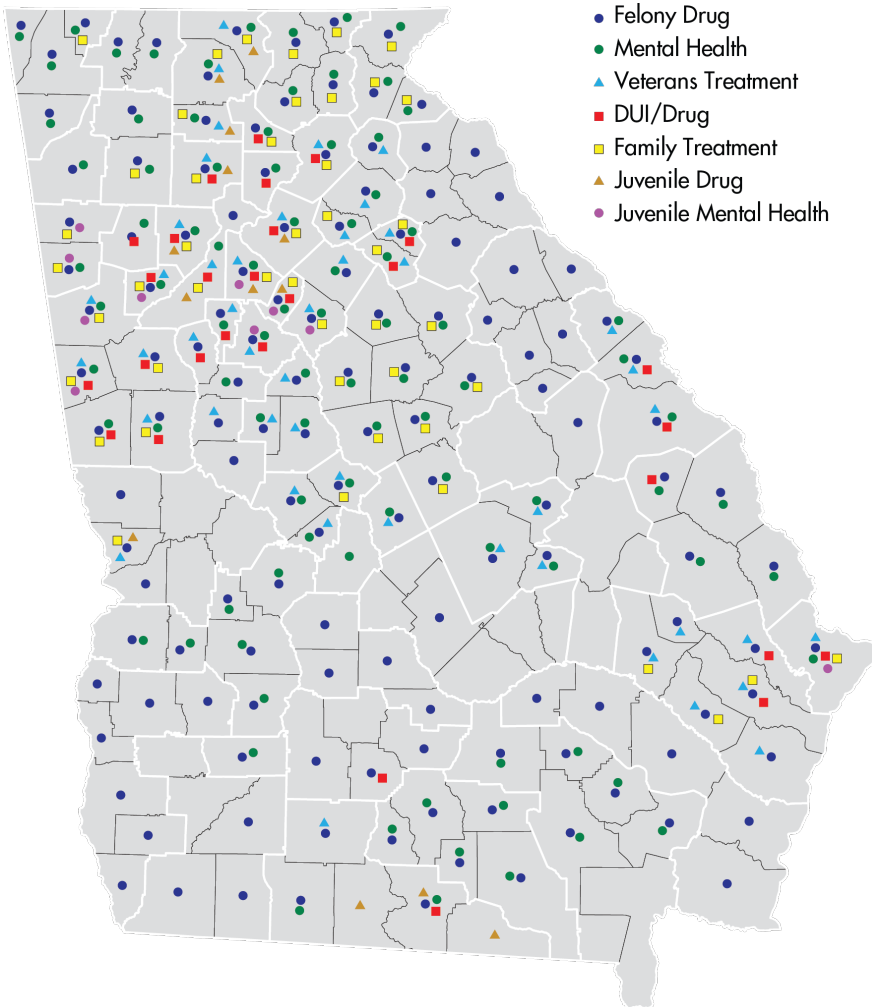 Felony Drug
Mental Health
Veterans Treatment
DUI/Drug
Family Treatment
Juvenile Drug
Juvenile Mental Health